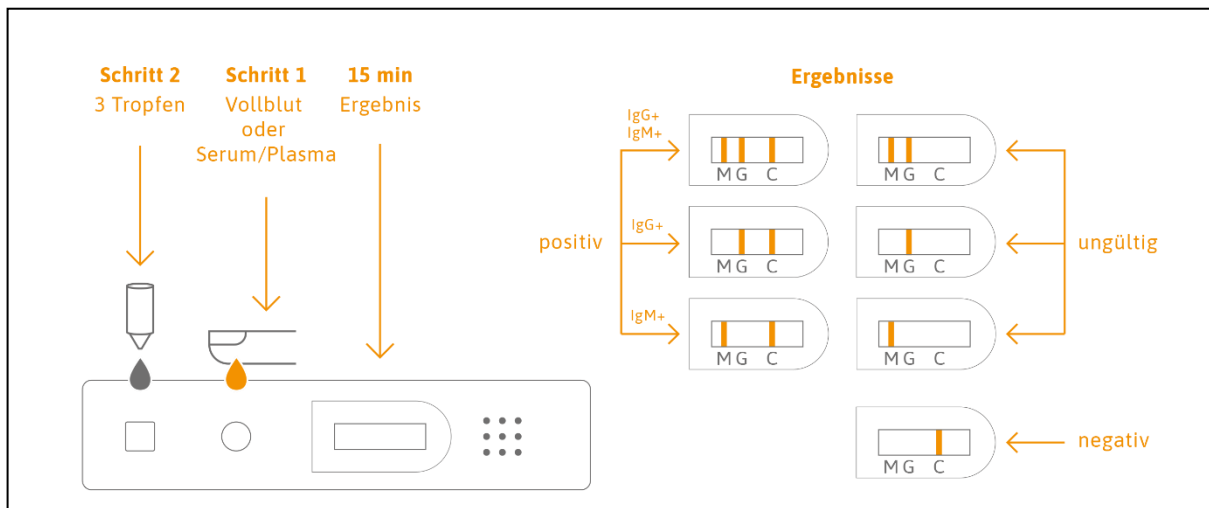 Schritt 2
3 Tropfen
Schritt 1
Vollblut
oder
Serum/Plasma
15 min
Ergebnis
Ergebnisse
positiv
IgG+
IgM+
M G C
M G C
IgG+
M G C
M G C
ungültig
IgM+
M G C
M G C
M G C
negativ